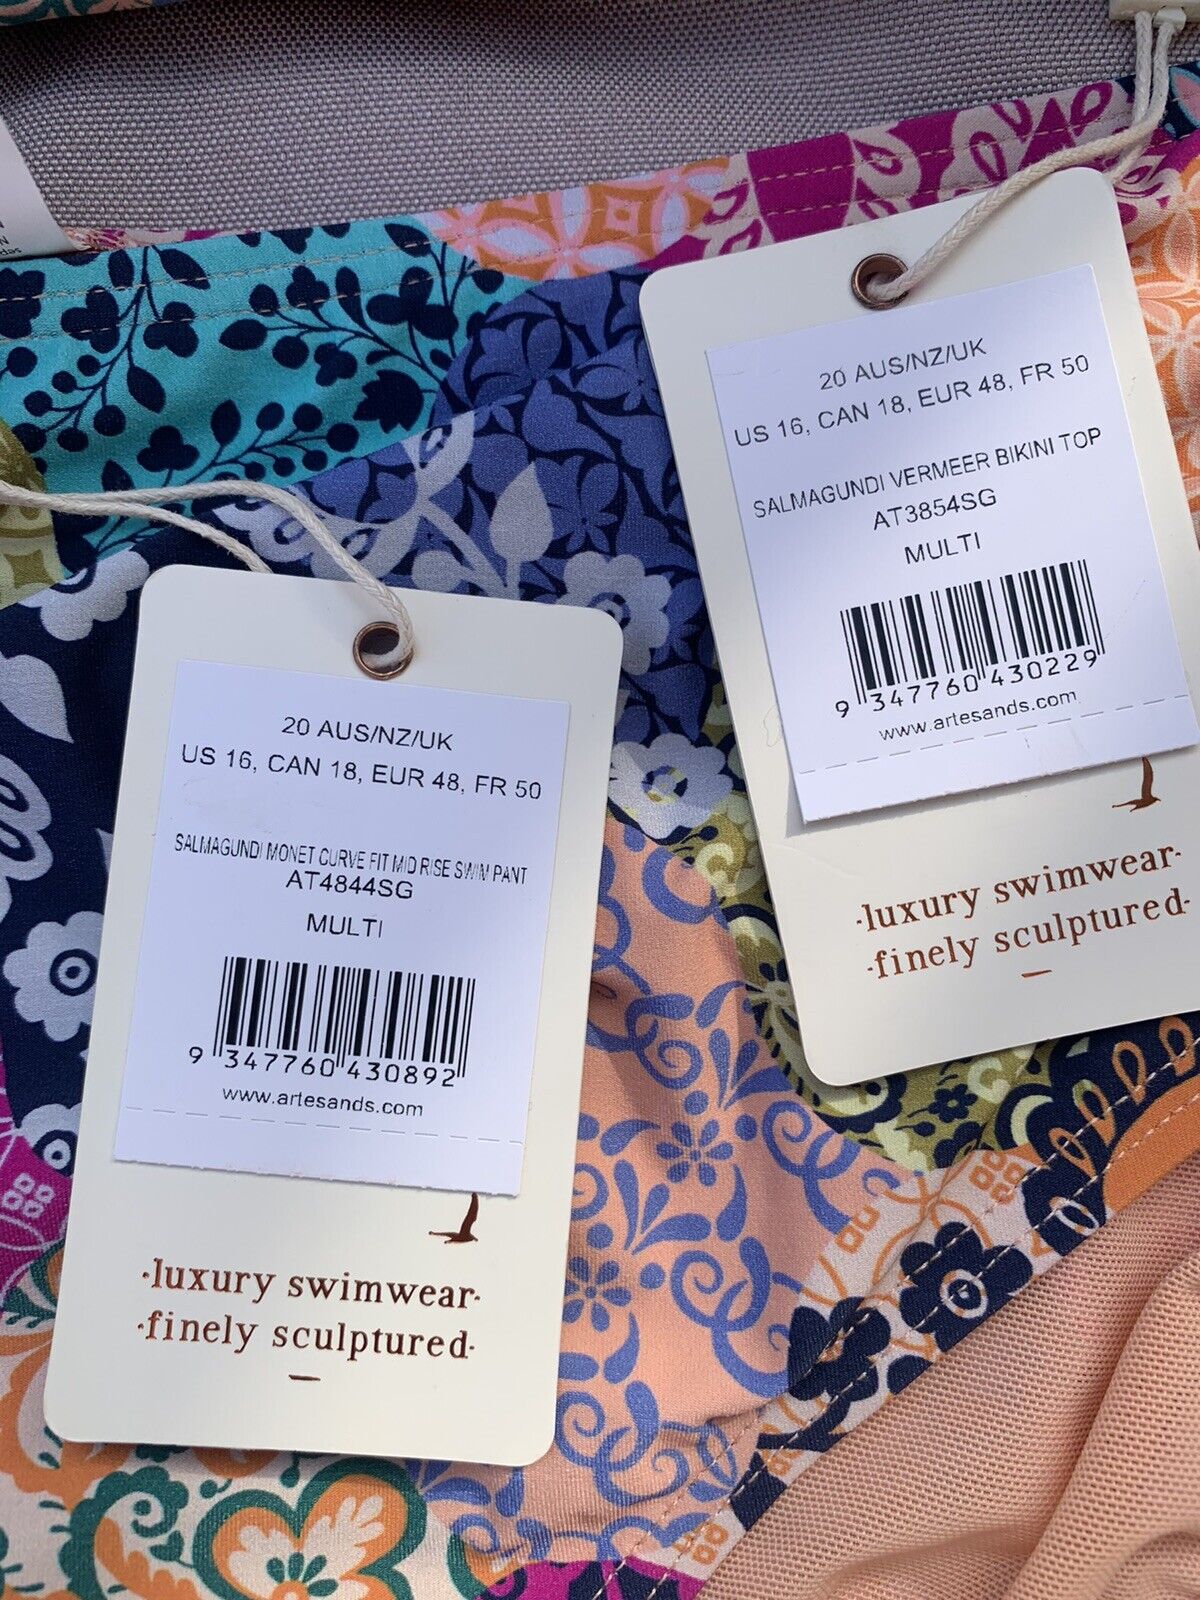 20 AUS/NZ/UK
US 16, CAN 18, EUR 48, FR 50
SALMAGUNDI VERMEER BIKINI TOP
AT3854SG
MULTI
9 347760 430229
www.artesands.com
·luxury swimwear·
·finely sculptured·
20 AUS/NZ/UK
US 16, CAN 18, EUR 48, FR 50
SALMAGUNDI MONET CURVE FIT MID RISE SWIM PANT
AT4844SG
MULTI
9 347760 430892
www.artesands.com
·luxury swimwear·
·finely sculptured·